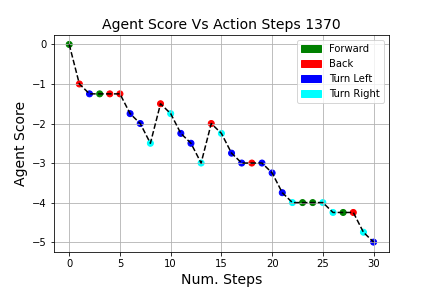 Agent Score Vs Action Steps 1370
Forward
Back
Turn Left
Turn Right
Agent Score
0
−1
−2
−3
−4
−5
0 5 10 15 20 25 30
Num. Steps